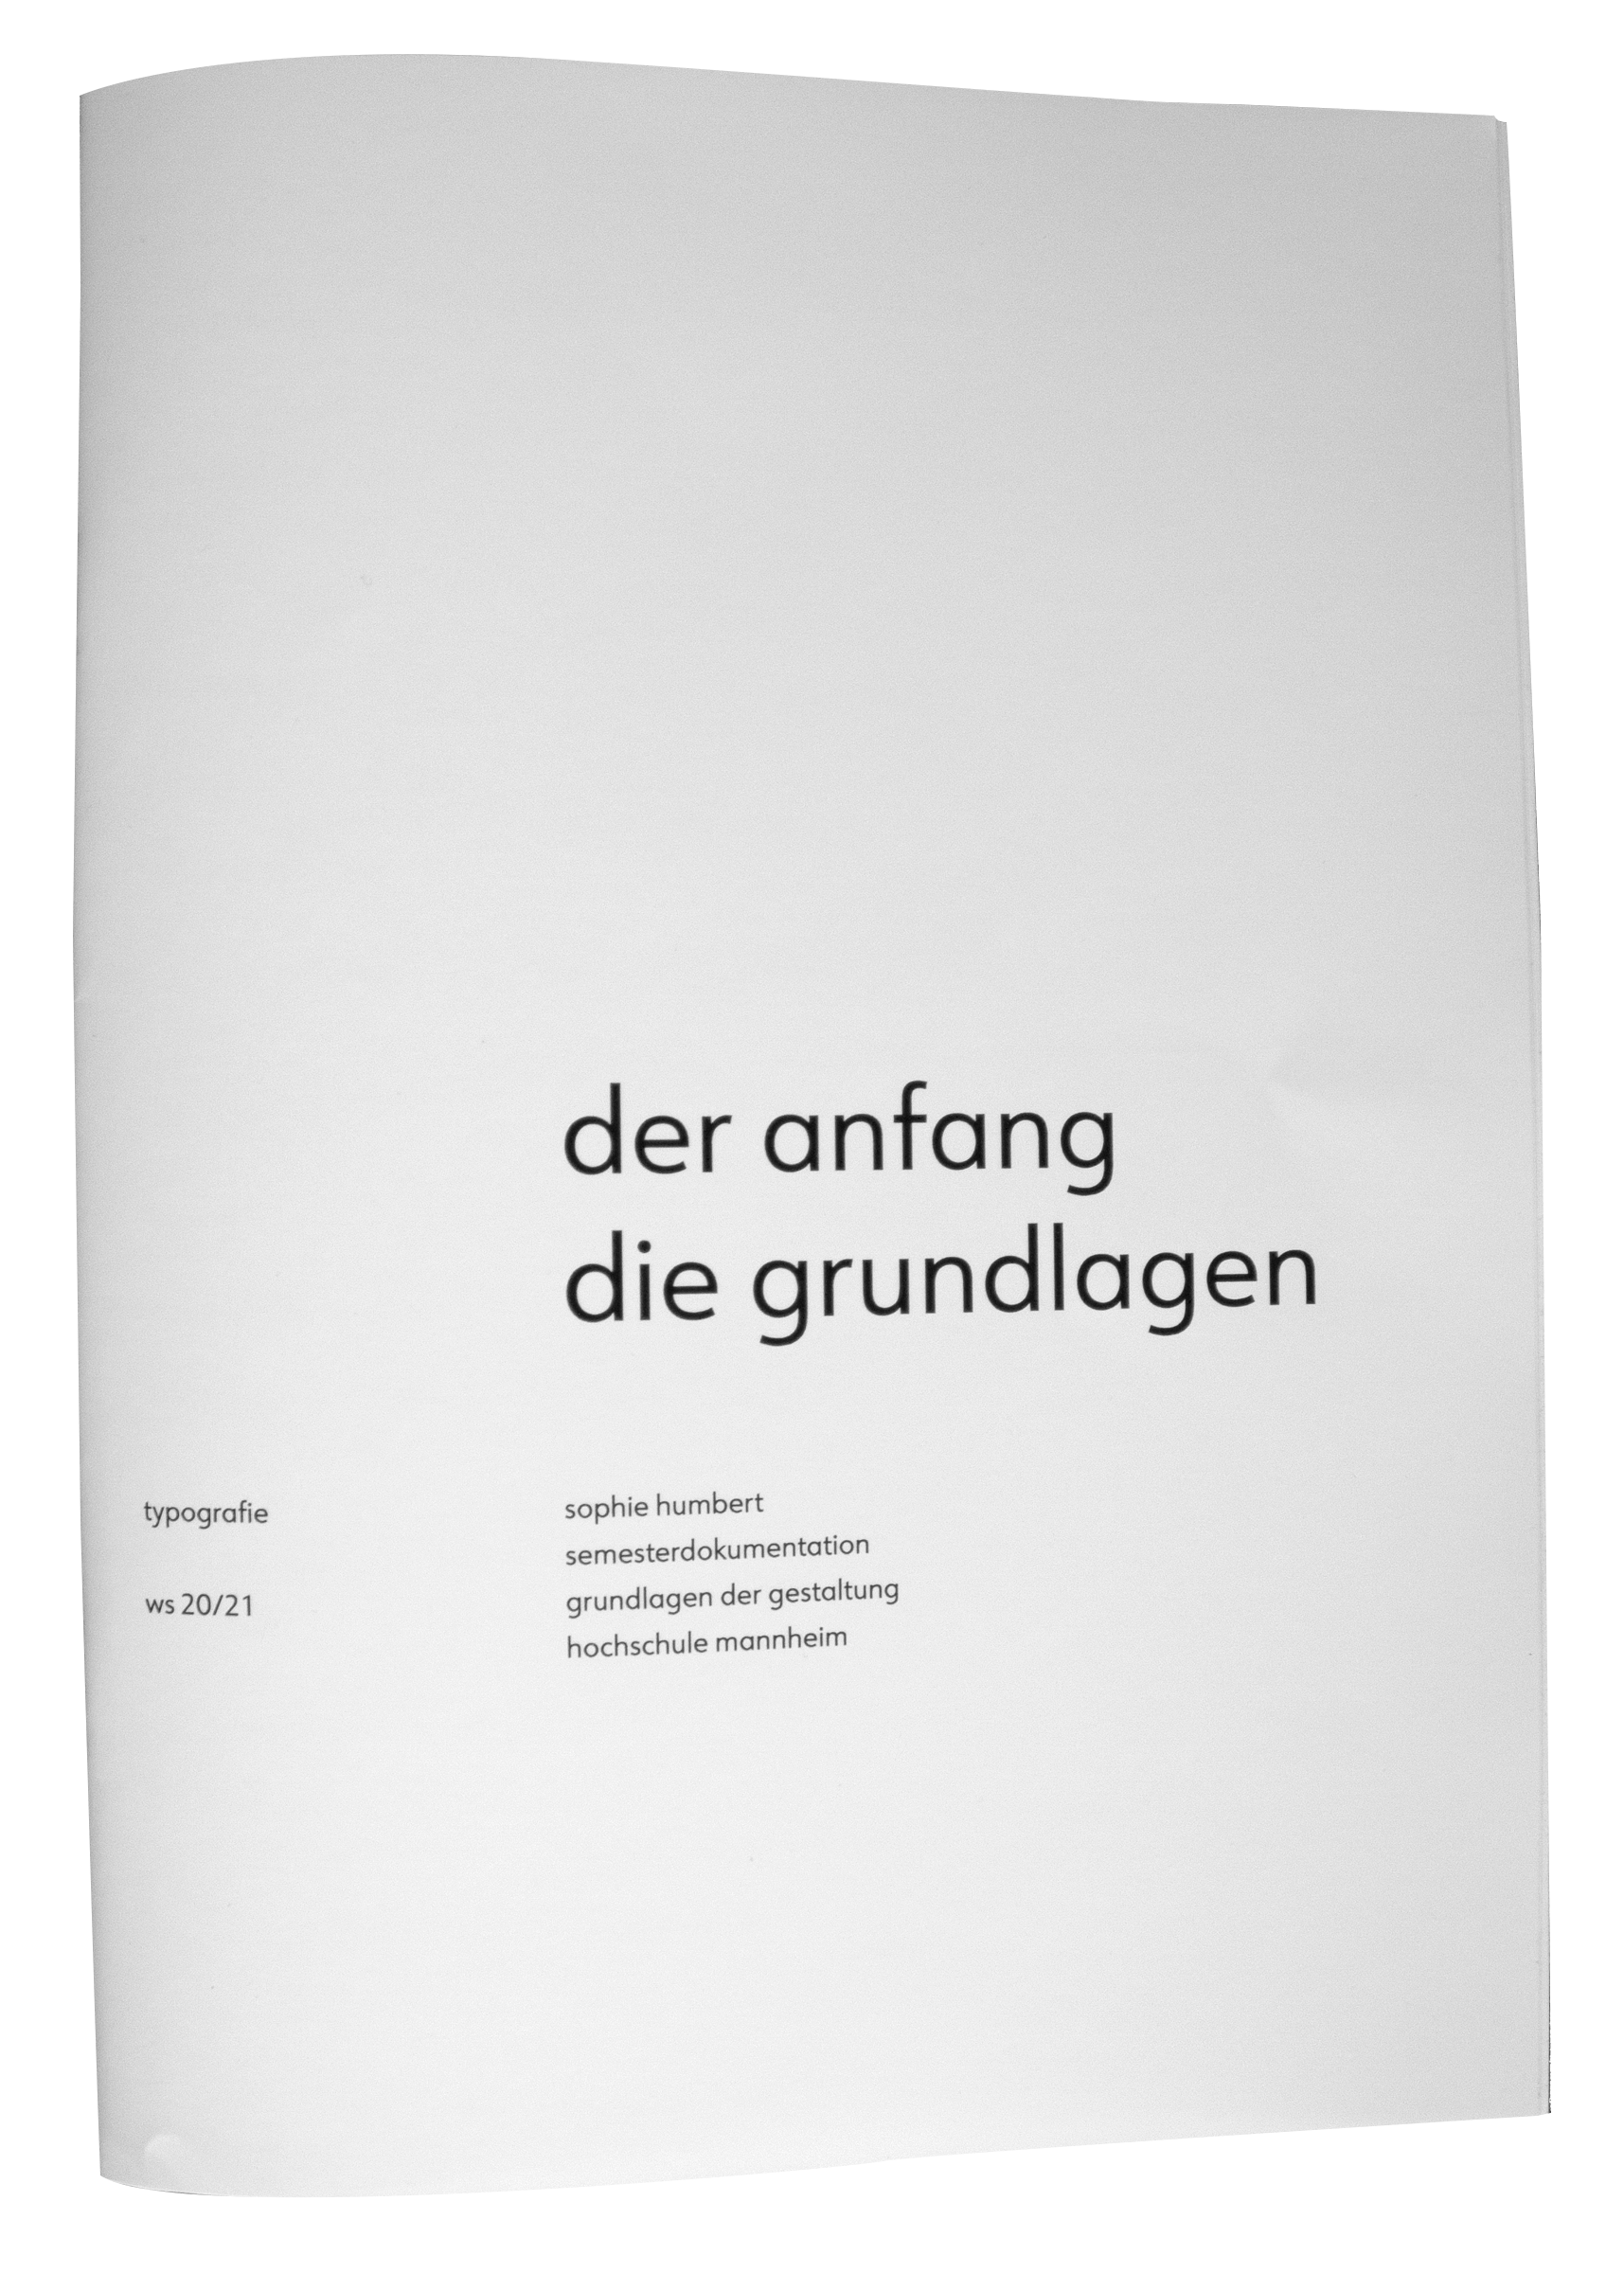 der anfang
die grundlagen
typografie
ws 20/21
sophie humbert
semesterdokumentation
grundlagen der gestaltung
hochschule mannheim